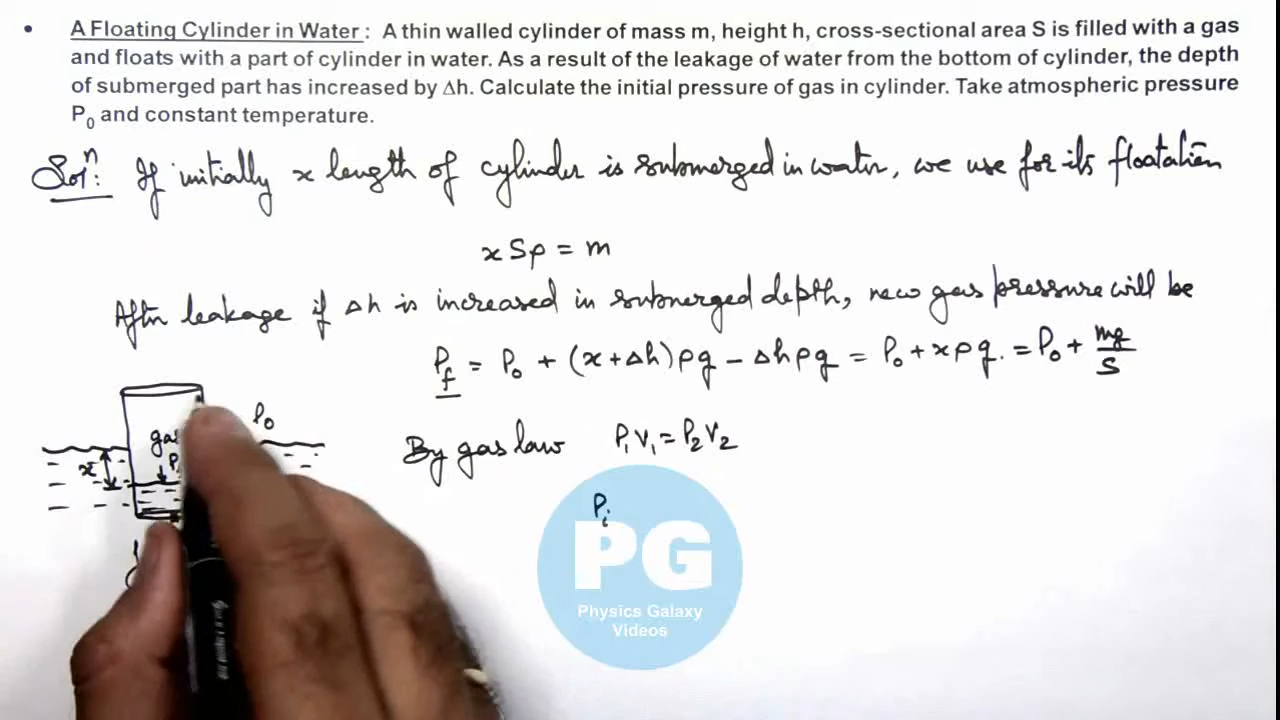 • A Floating Cylinder in Water : A thin walled cylinder of mass m, height h, cross-sectional area S is filled with a gas
and floats with a part of cylinder in water. As a result of the leakage of water from the bottom of cylinder, the depth
of submerged part has increased by Δh. Calculate the initial pressure of gas in cylinder. Take atmospheric pressure
P₀ and constant temperature.
Solⁿ: If initially x length of cylinder is submerged in water, we use for its floatation
x S ρ = m
After leakage if Δh is increased in submerged depth, new gas pressure will be
P_f = P₀ + (x + Δh) ρg − Δhρg = P₀ + xρg. = P₀ + mg/S
P₀
gas
By gas law P₁V₁ = P₂V₂
x
P_i
PG
Physics Galaxy
Videos